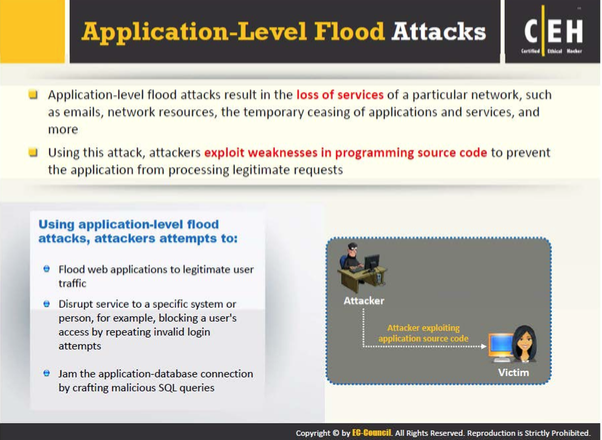 Application-Level Flood Attacks
C|EH
Certified Ethical Hacker
Application-level flood attacks result in the loss of services of a particular network, such
as emails, network resources, the temporary ceasing of applications and services, and
more
Using this attack, attackers exploit weaknesses in programming source code to prevent
the application from processing legitimate requests
Using application-level flood
attacks, attackers attempts to:
Flood web applications to legitimate user
traffic
Disrupt service to a specific system or
person, for example, blocking a user's
access by repeating invalid login
attempts
Jam the application-database connection
by crafting malicious SQL queries
Attacker
Attacker exploiting
application source code
Victim
Copyright © by EC-Council. All Rights Reserved. Reproduction is Strictly Prohibited.